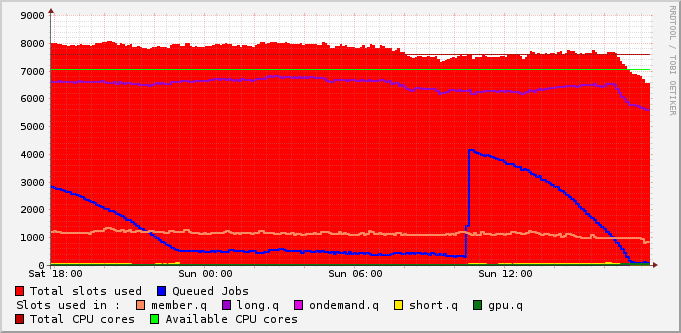 RRDTOOL / TOBI OETIKER
9000
8000
7000
6000
5000
4000
3000
2000
1000
0
Sat 18:00 Sun 00:00 Sun 06:00 Sun 12:00
Total slots used Queued Jobs
Slots used in : member.q long.q ondemand.q short.q gpu.q
Total CPU cores Available CPU cores